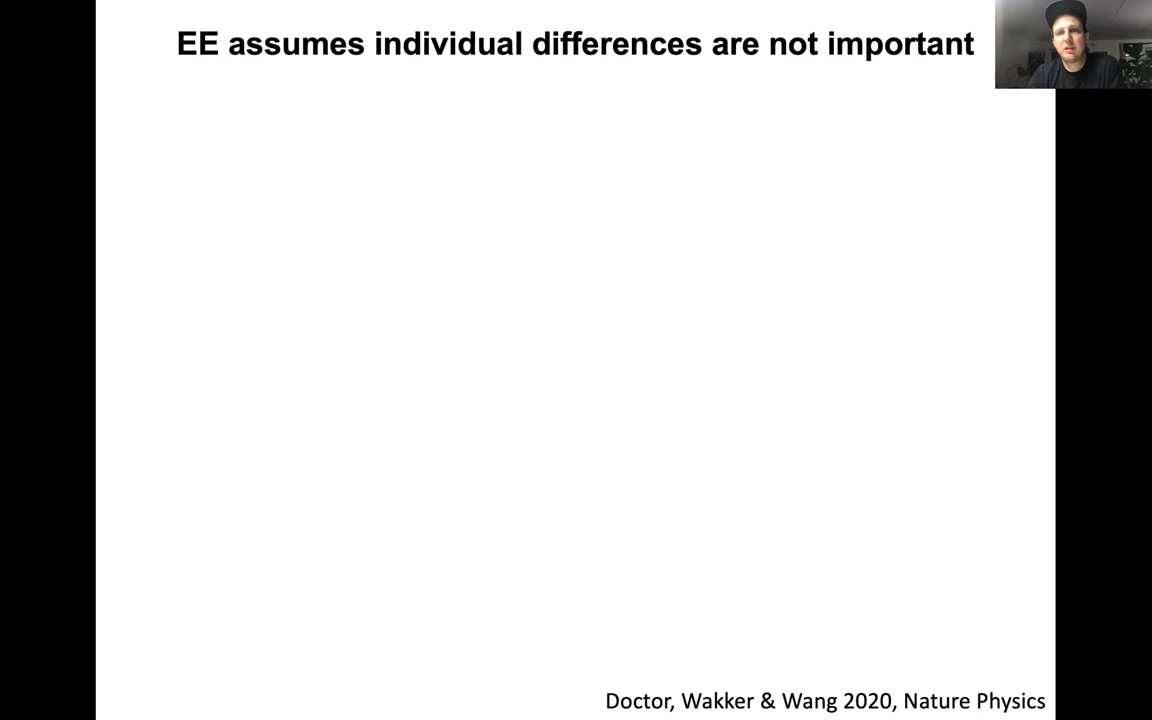 EE assumes individual differences are not important
Doctor, Wakker & Wang 2020, Nature Physics